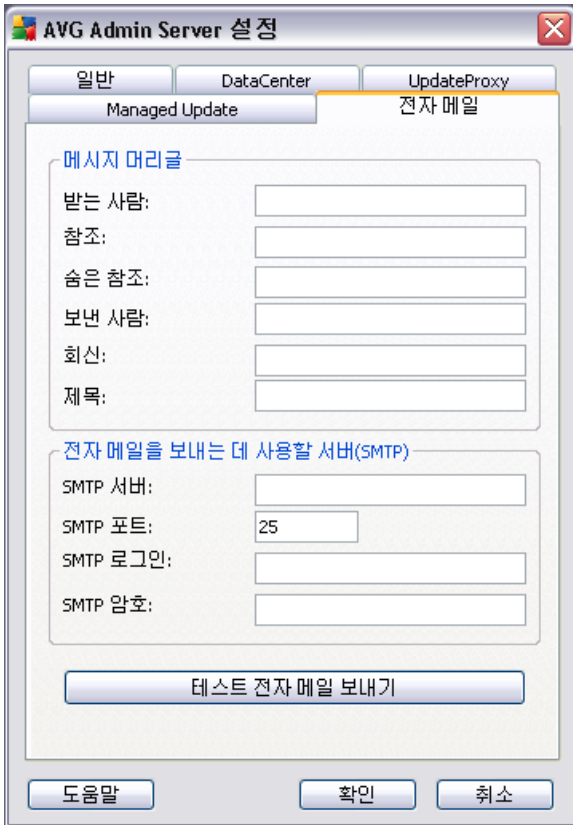 AVG Admin Server 설정
일반
DataCenter
UpdateProxy
Managed Update
전자 메일
메시지 머리글
받는 사람:
참조:
숨은 참조:
보낸 사람:
회신:
제목:
전자 메일을 보내는 데 사용할 서버(SMTP)
SMTP 서버:
SMTP 포트: 25
SMTP 로그인:
SMTP 암호:
테스트 전자 메일 보내기
도움말 확인 취소